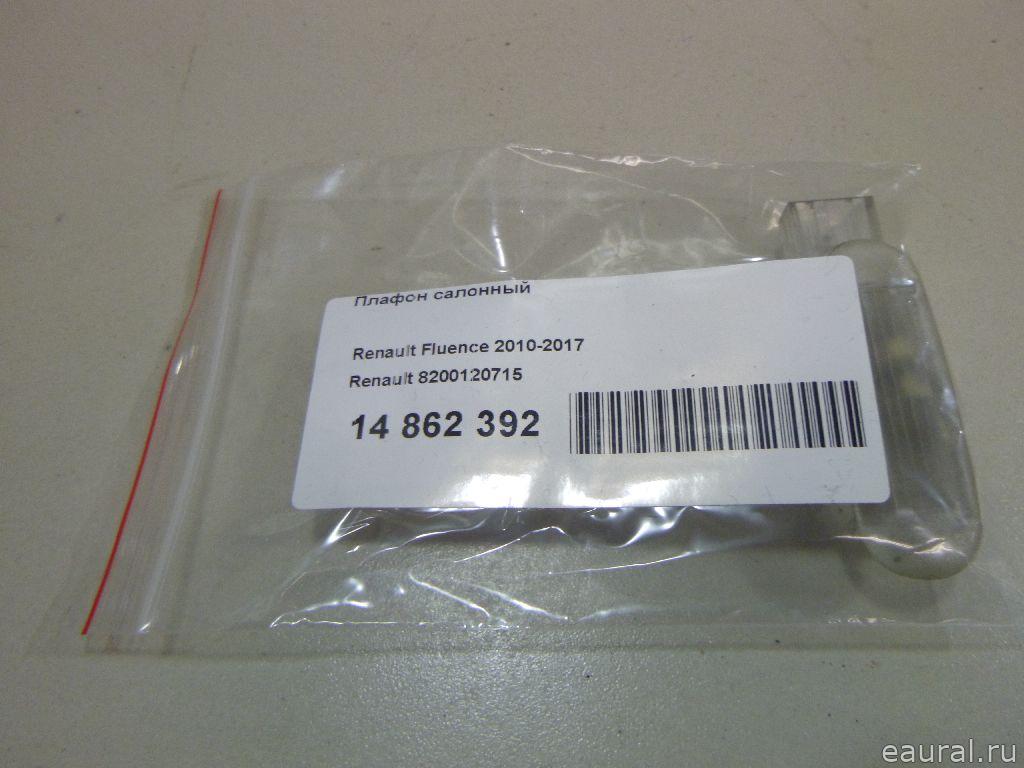 Плафон салонный
Renault Fluence 2010-2017
Renault 8200120715
14 862 392
eaural.ru